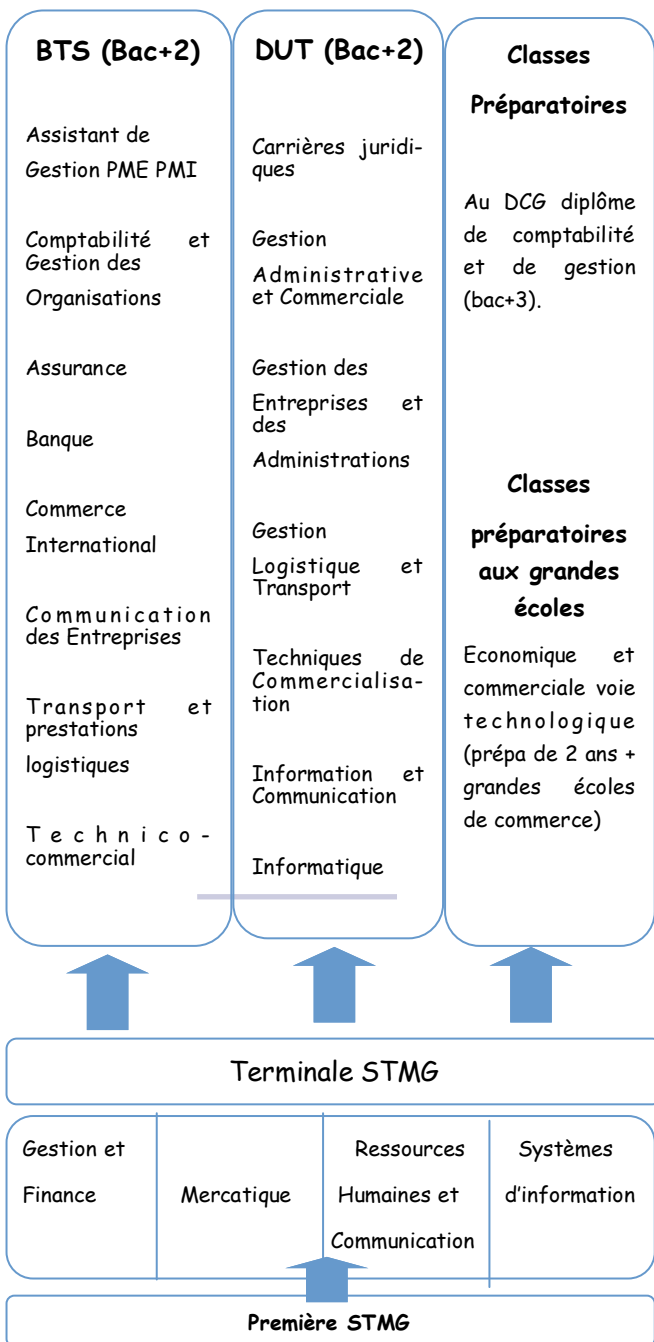 BTS (Bac+2)
Assistant de
Gestion PME PMI
Comptabilité et
Gestion des
Organisations
Assurance
Banque
Commerce
International
Communication
des Entreprises
Transport et
prestations
logistiques
Technico-
commercial
DUT (Bac+2)
Carrières juridi-
ques
Gestion
Administrative
et Commerciale
Gestion des
Entreprises et
des
Administrations
Gestion
Logistique et
Transport
Techniques de
Commercialisa-
tion
Information et
Communication
Informatique
Classes
Préparatoires
Au DCG diplôme
de comptabilité
et de gestion
(bac+3).
Classes
préparatoires
aux grandes
écoles
Economique et
commerciale voie
technologique
(prépa de 2 ans +
grandes écoles
de commerce)
Terminale STMG
Gestion et
Finance
Mercatique
Ressources
Humaines et
Communication
Systèmes
d'information
Première STMG